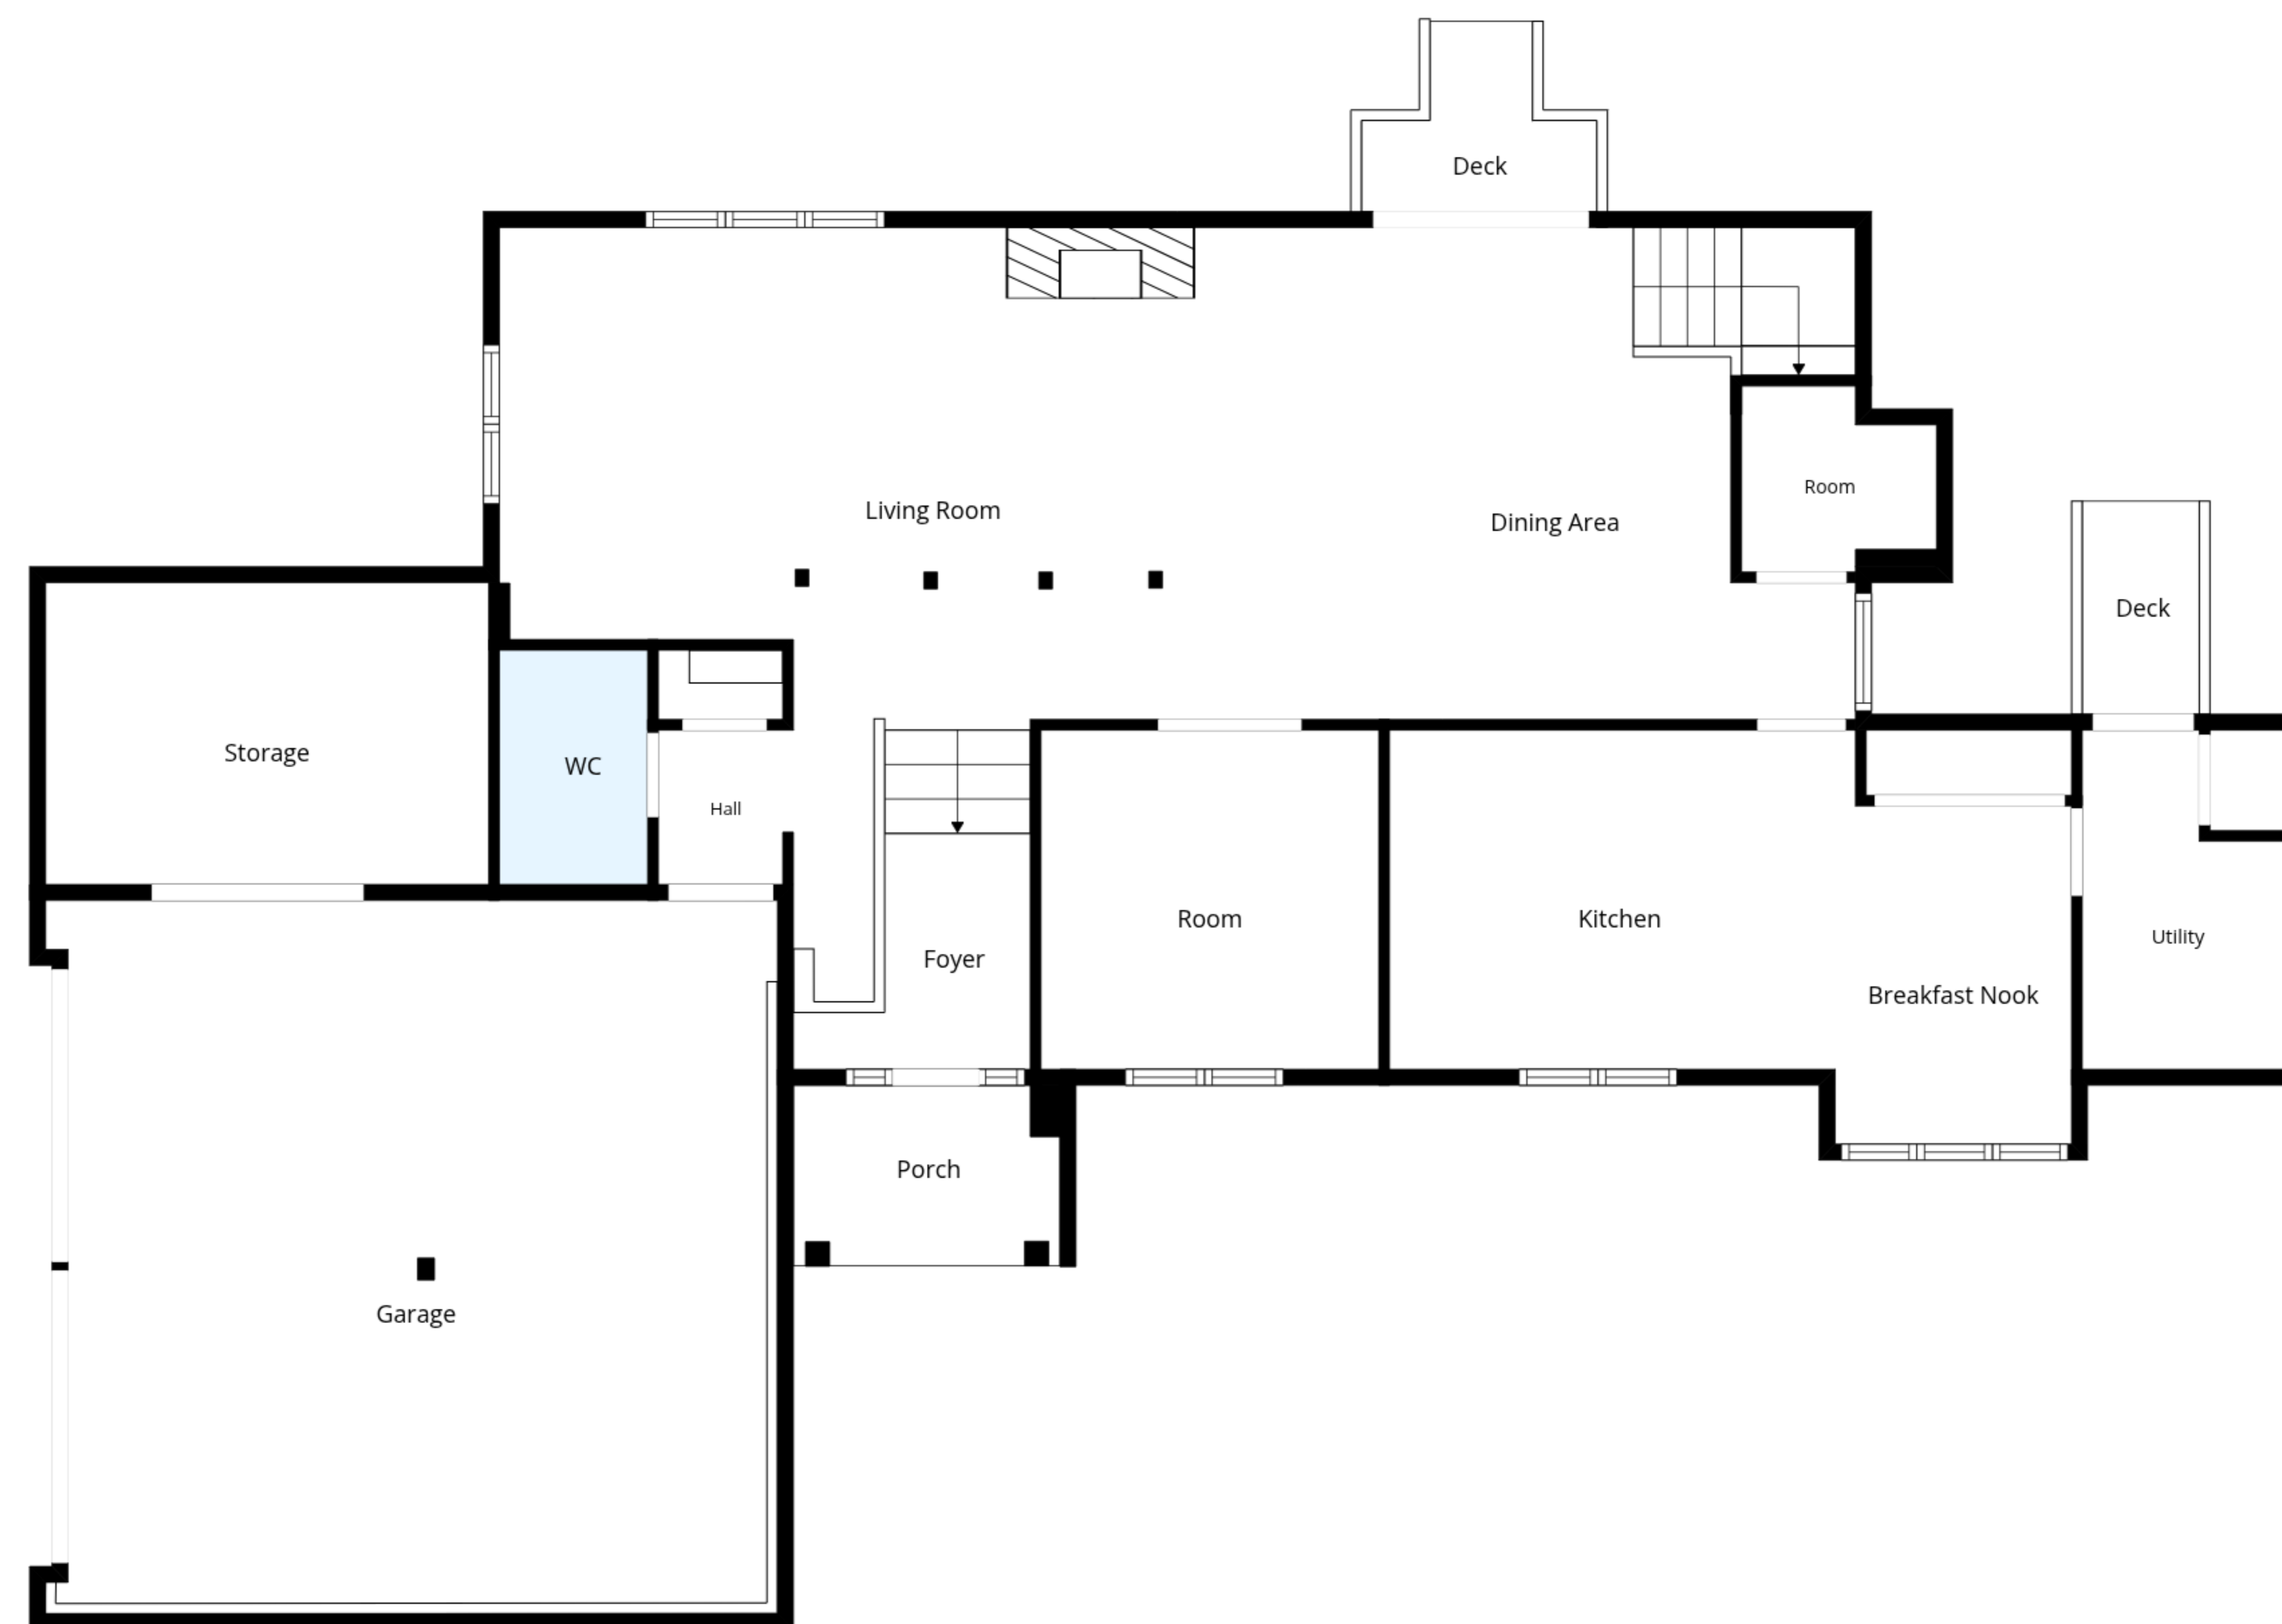 Deck
Room
Living Room
Dining Area
Deck
Storage
WC
Hall
Room
Kitchen
Utility
Foyer
Breakfast Nook
Porch
Garage